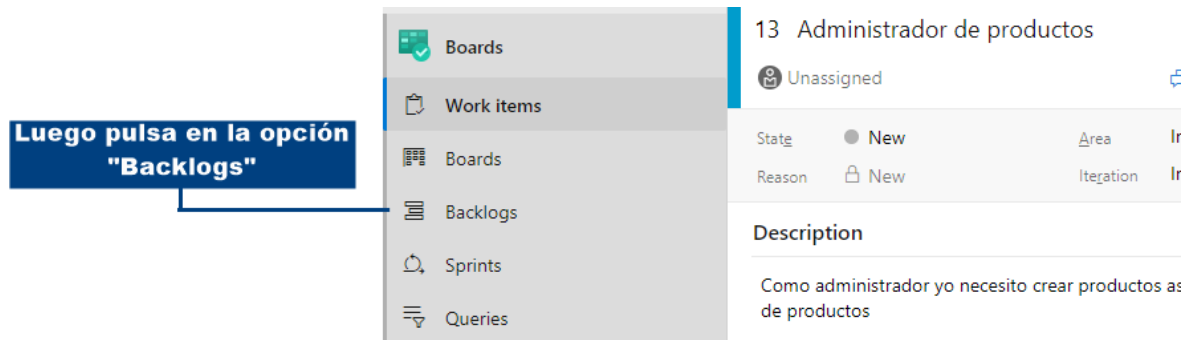 Luego pulsa en la opción
"Backlogs"
Boards
Work items
Boards
Backlogs
Sprints
Queries
13 Administrador de productos
Unassigned
State New Area
Reason New Iteration
Description
Como administrador yo necesito crear productos
de productos